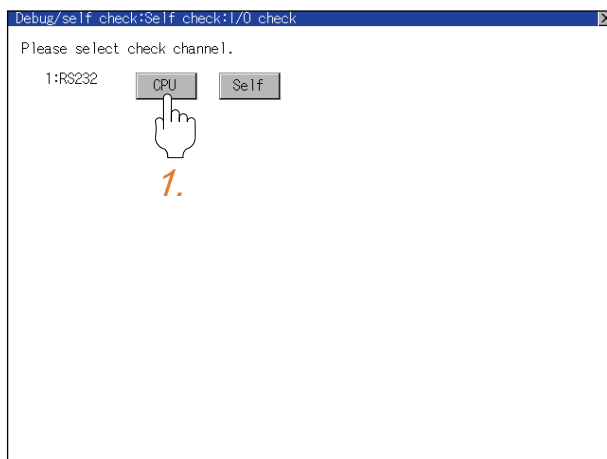 Debug/self check:Self check:I/O check
Please select check channel.
1:RS232 CPU Self
1.